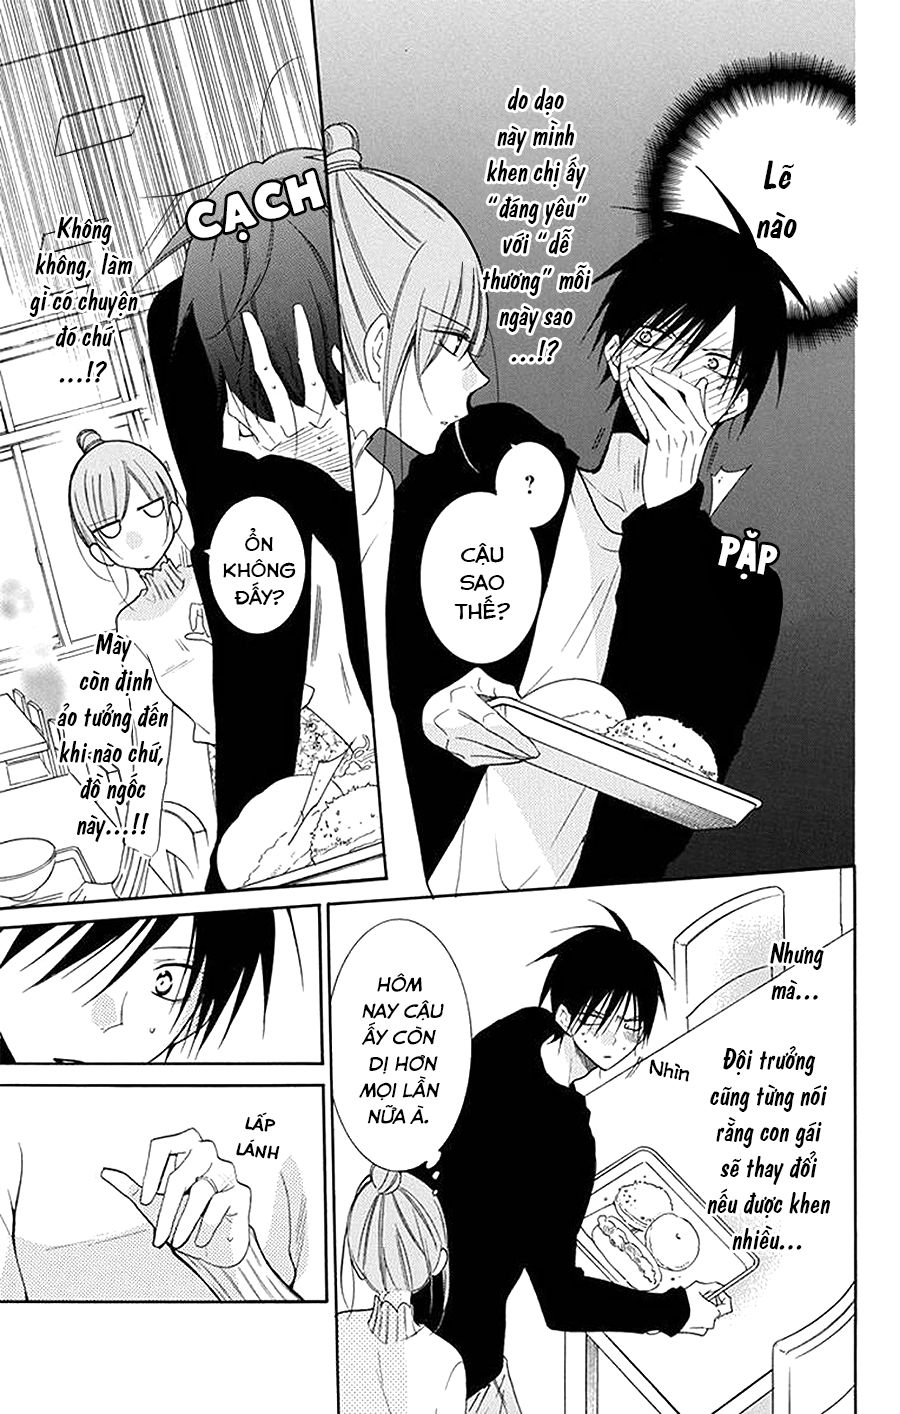 Lẽ
nào
do dạo
này mình
khen chị ấy
“đáng yêu”
với “dễ
thương” mỗi
ngày sao
...!?
PẶP
?
CẬU
SAO
THẾ?
CẠCH
Không
không, làm
gì có chuyện
đó chứ
...!?
ỔN
KHÔNG
ĐẤY?
Mày
còn định
ảo tưởng đến
khi nào chứ,
đồ ngốc
này...!!
Nhưng
mà...
Đội trưởng
cũng từng nói
rằng con gái
sẽ thay đổi
nếu được khen
nhiều...
Nhìn
HÔM
NAY CẬU
ẤY CÒN
DỊ HƠN
MỌI LẦN
NỮA À.
LẤP
LÁNH